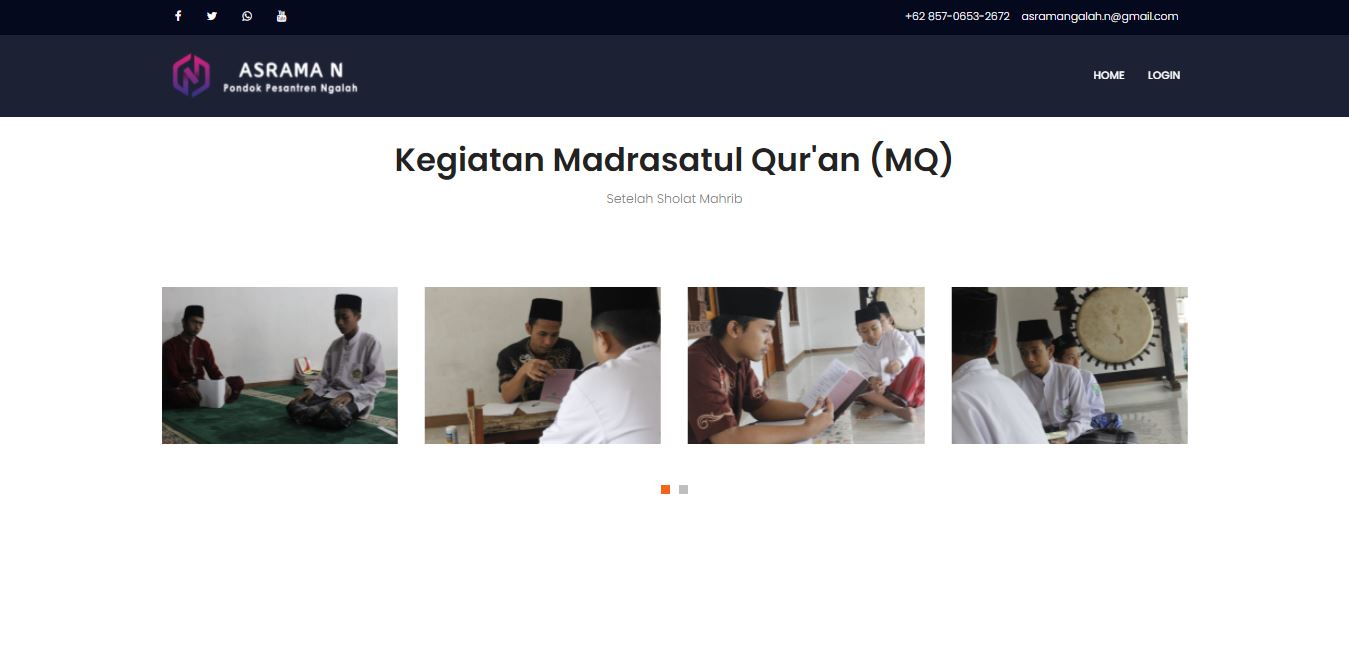 +62 857-0653-2672 asramangalah.n@gmail.com
ASRAMA N
Pondok Pesantren Ngalah
HOME LOGIN
Kegiatan Madrasatul Qur'an (MQ)
Setelah Sholat Mahrib